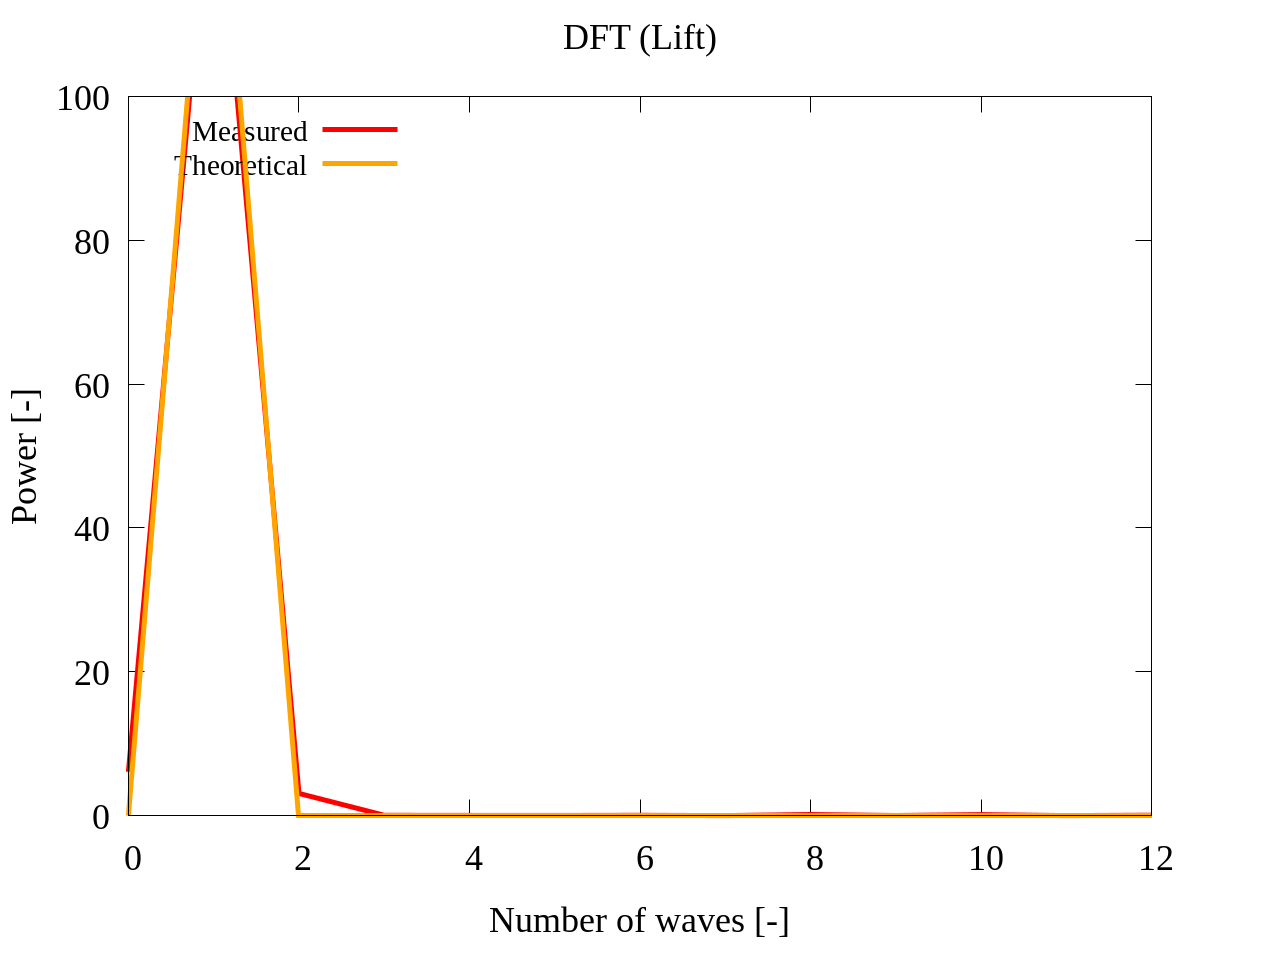 DFT (Lift)
100
80
60
40
20
0
Measured
Theoretical
Power [-]
0 2 4 6 8 10 12
Number of waves [-]